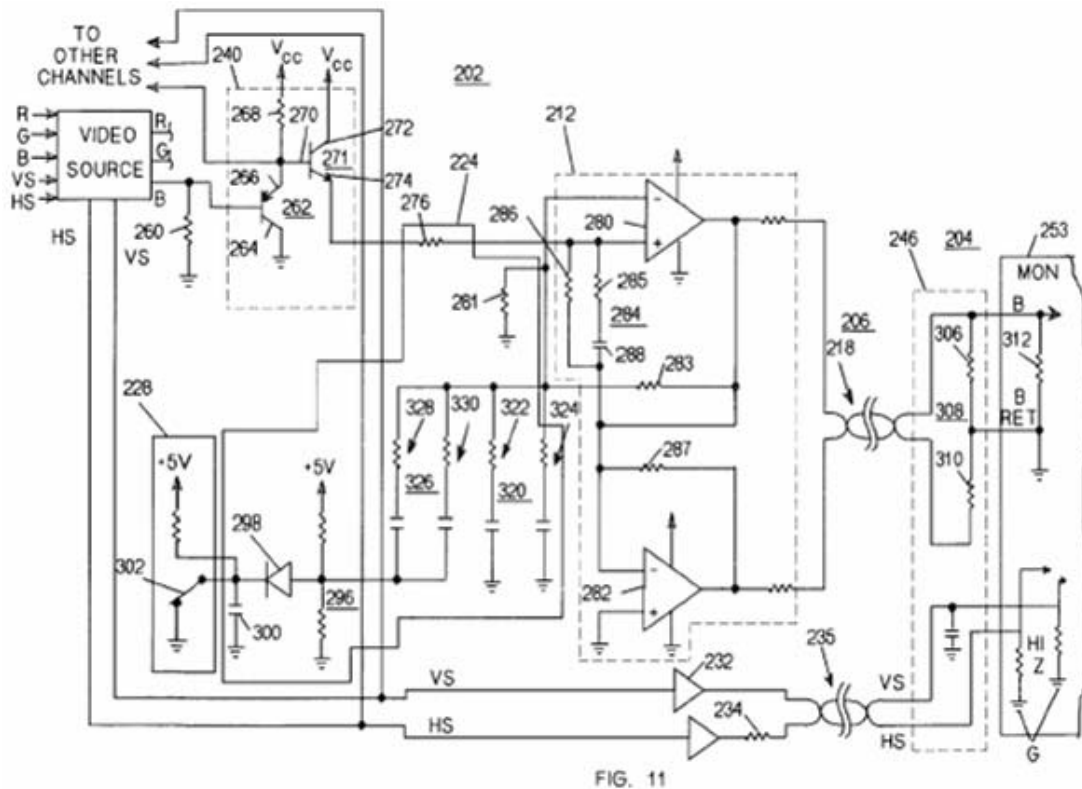 TO
OTHER
CHANNELS
240
V CC
V CC
202
268
270
272
212
R
G
B
VS
HS
VIDEO
SOURCE
R
G
B
271
274
224
266
262
276
286
280
-
+
246
204
253
MON
HS
VS
260
264
285
281
284
288
206
218
306
B
312
283
308
B
RET
228
328
330
322
324
287
310
+5V
+5V
298
326
320
302
282
-
+
296
300
235
232
VS
VS
HI
Z
HS
234
HS
G
FIG. 11